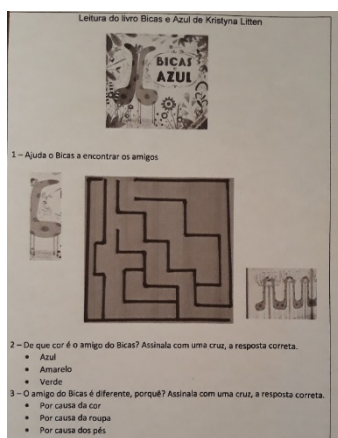 Leitura do livro Bicas e Azul de Kristyna Litten
BICAS
E
AZUL
1 – Ajuda o Bicas a encontrar os amigos
2 – De que cor é o amigo do Bicas? Assinala com uma cruz, a resposta correta.
• Azul
• Amarelo
• Verde
3 – O amigo do Bicas é diferente, porquê? Assinala com uma cruz, a resposta correta.
• Por causa da cor
• Por causa da roupa
• Por causa dos pés